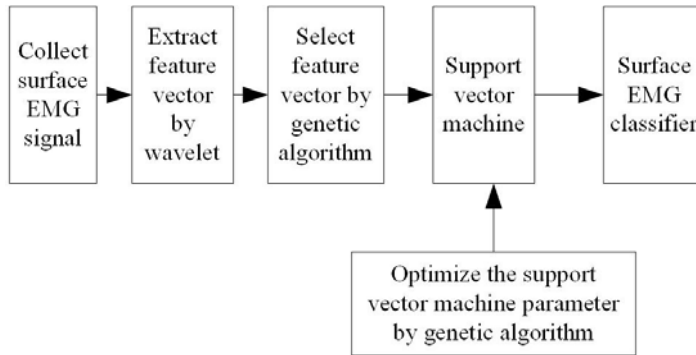 Collect
surface
EMG
signal
Extract
feature
vector
by
wavelet
Select
feature
vector by
genetic
algorithm
Support
vector
machine
Surface
EMG
classifier
Optimize the support
vector machine parameter
by genetic algorithm